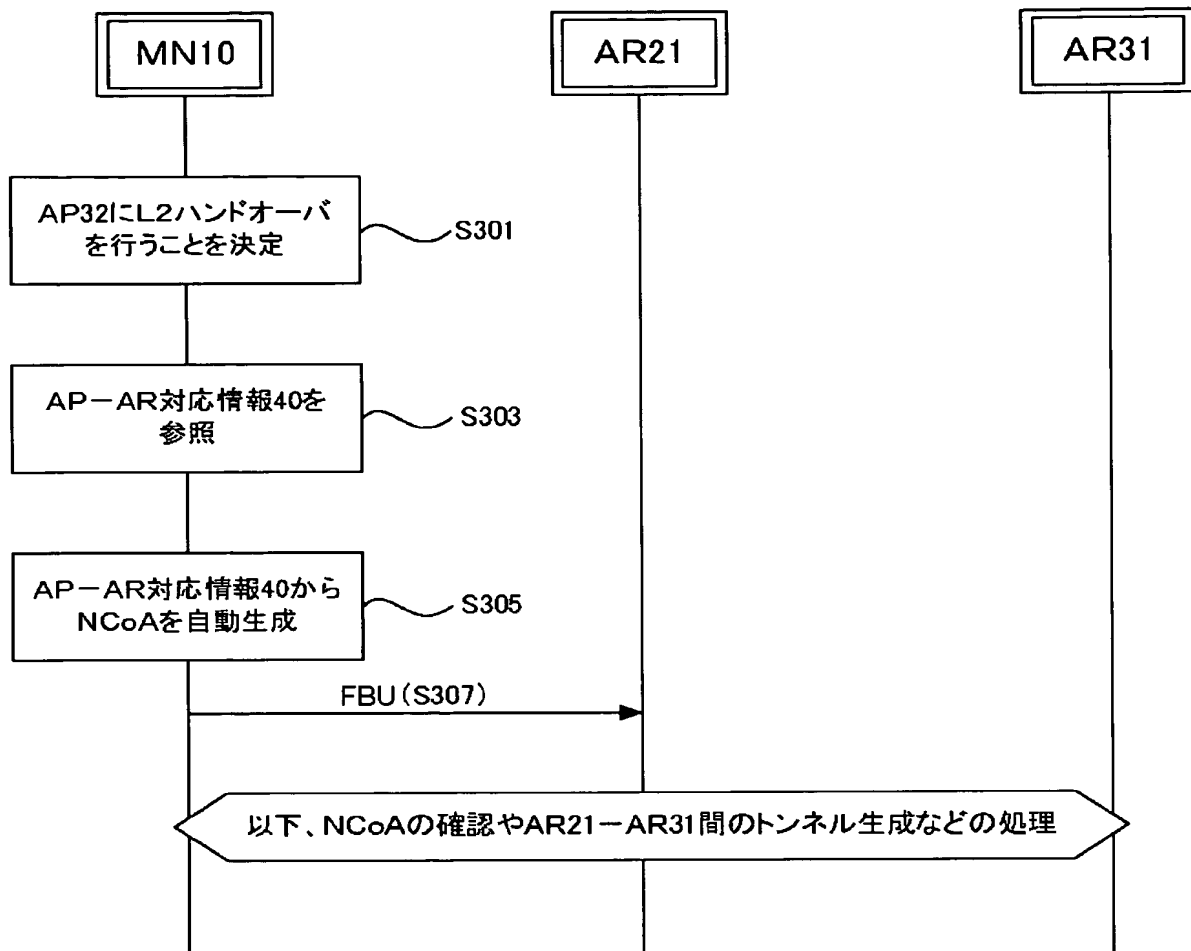 MN10
AR21
AR31
AP32にL2ハンドオーバ
を行うことを決定
S301
AP-AR対応情報40を
参照
S303
AP-AR対応情報40から
NCoAを自動生成
S305
FBU(S307)
以下、NCoAの確認やAR21-AR31間のトンネル生成などの処理